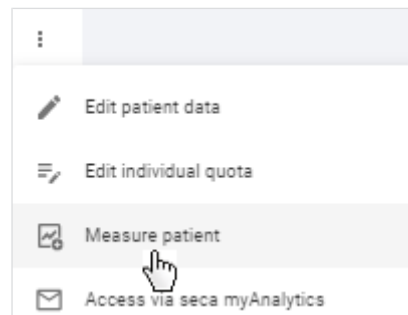 Edit patient data
Edit individual quota
Measure patient
Access via seca myAnalytics